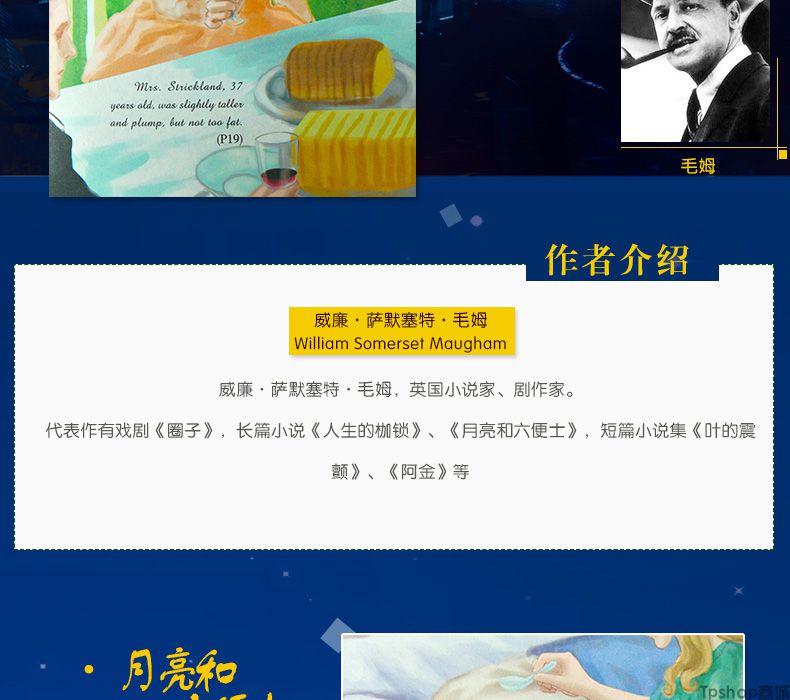 Mrs. Strickland, 37
years old, was slightly taller
and plump, but not too fat.
(P19)
毛姆
作者介绍
威廉·萨默塞特·毛姆
William Somerset Maugham
威廉·萨默塞特·毛姆，英国小说家、剧作家。
代表作有戏剧《圈子》，长篇小说《人生的枷锁》、《月亮和六便士》，短篇小说集《叶的震
颤》、《阿金》等
月亮和
Tpshop商城